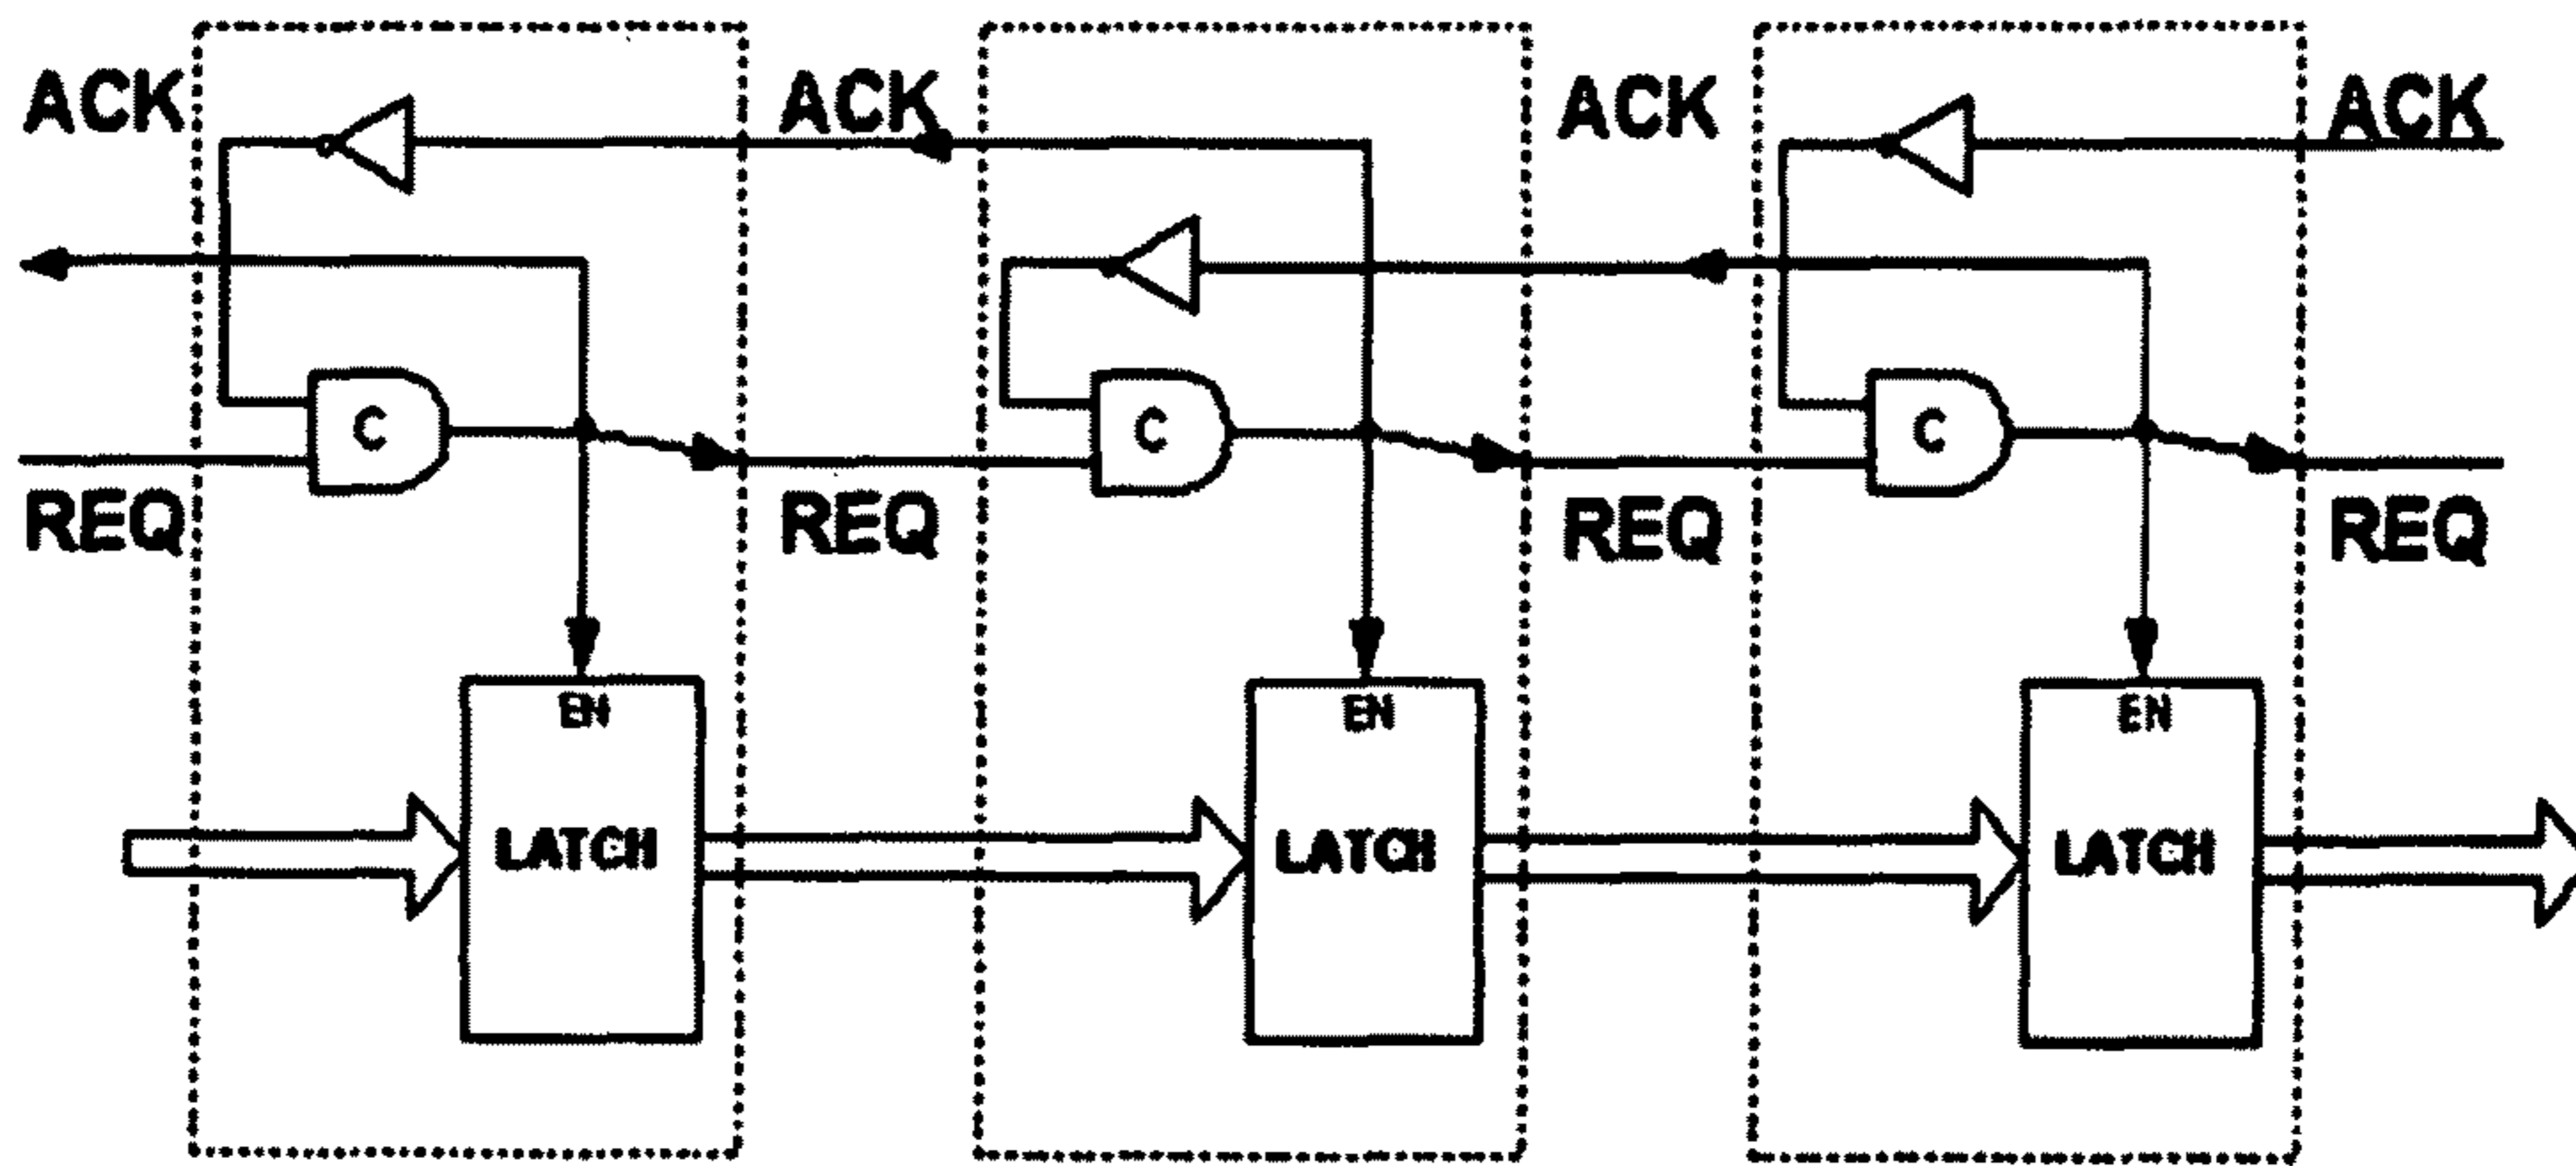 ACK ACK ACK ACK
C C C
REQ REQ REQ REQ
EN EN EN
LATCH LATCH LATCH